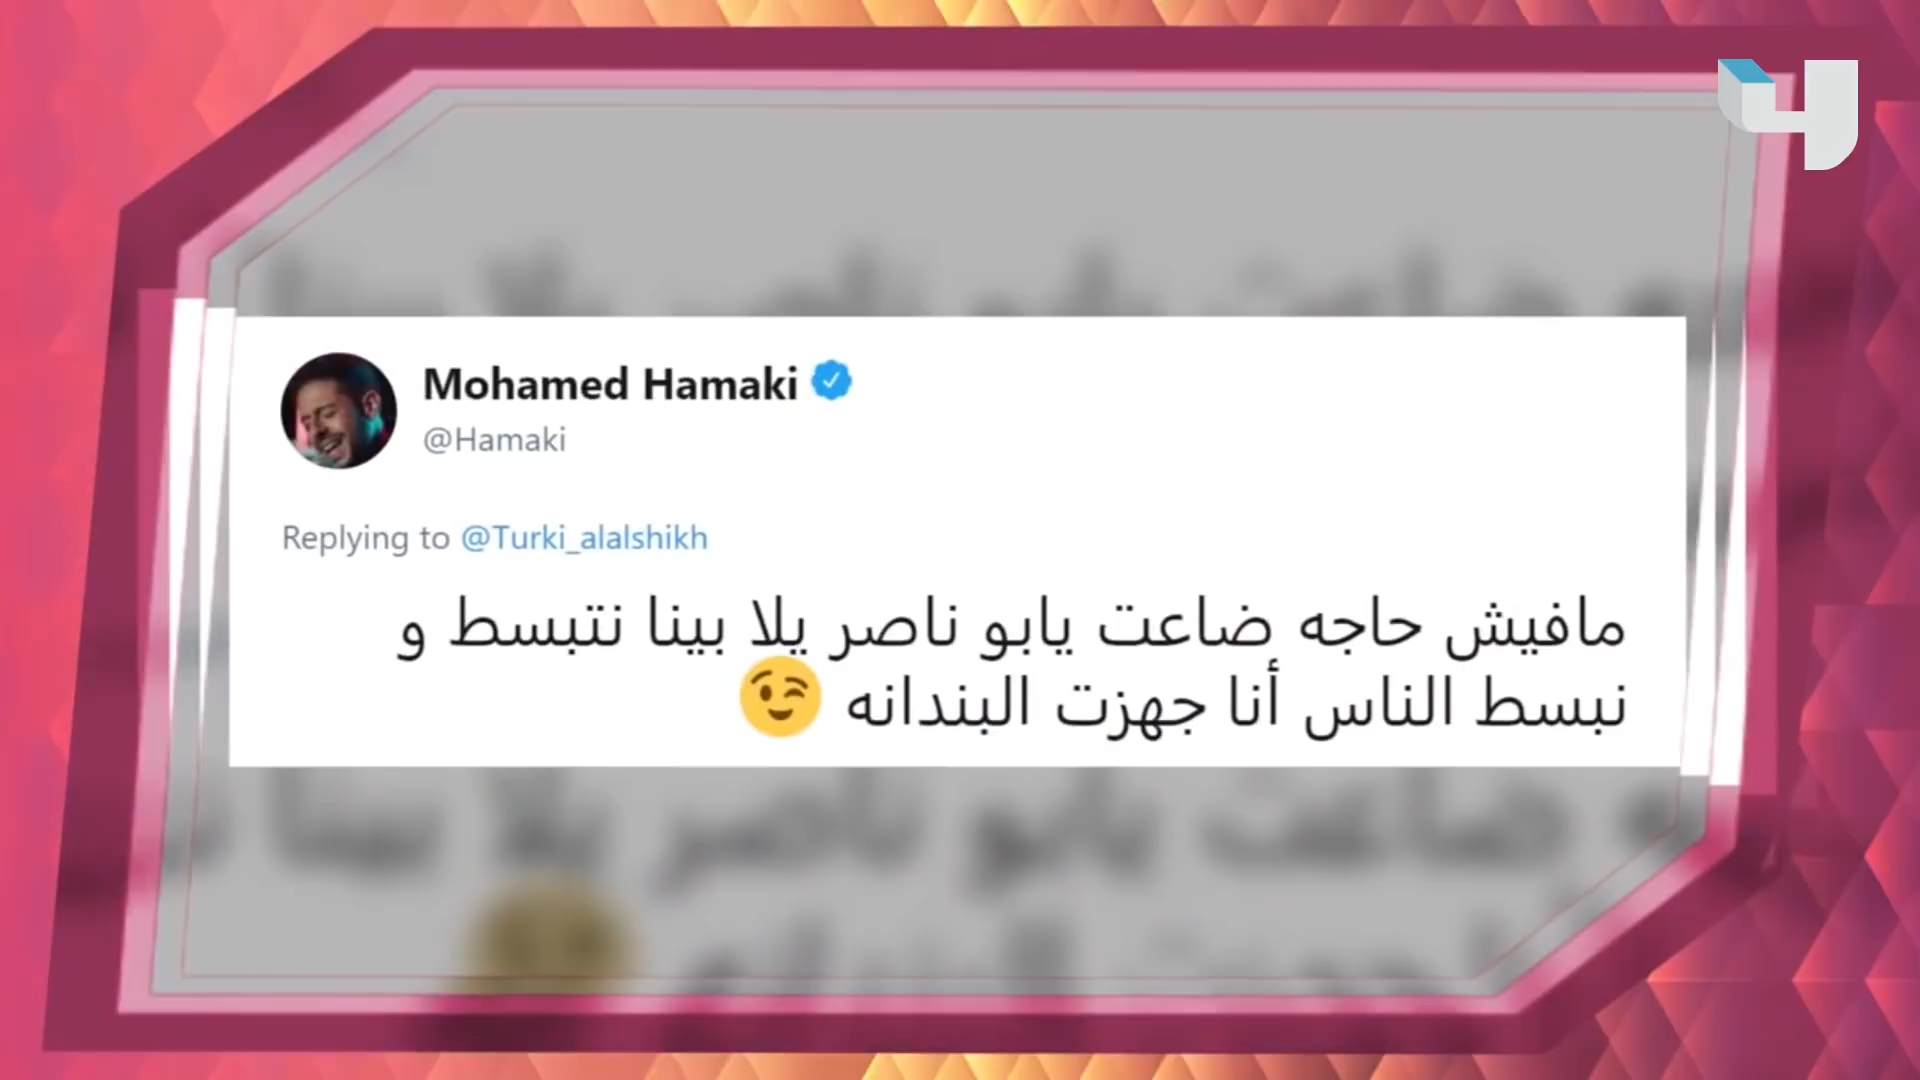 Mohamed Hamaki
@Hamaki
Replying to @Turki_alalshikh
مافيش حاجه ضاعت يابو ناصر يلا بينا نتبسط و
نبسط الناس أنا جهزت البندانه 😉